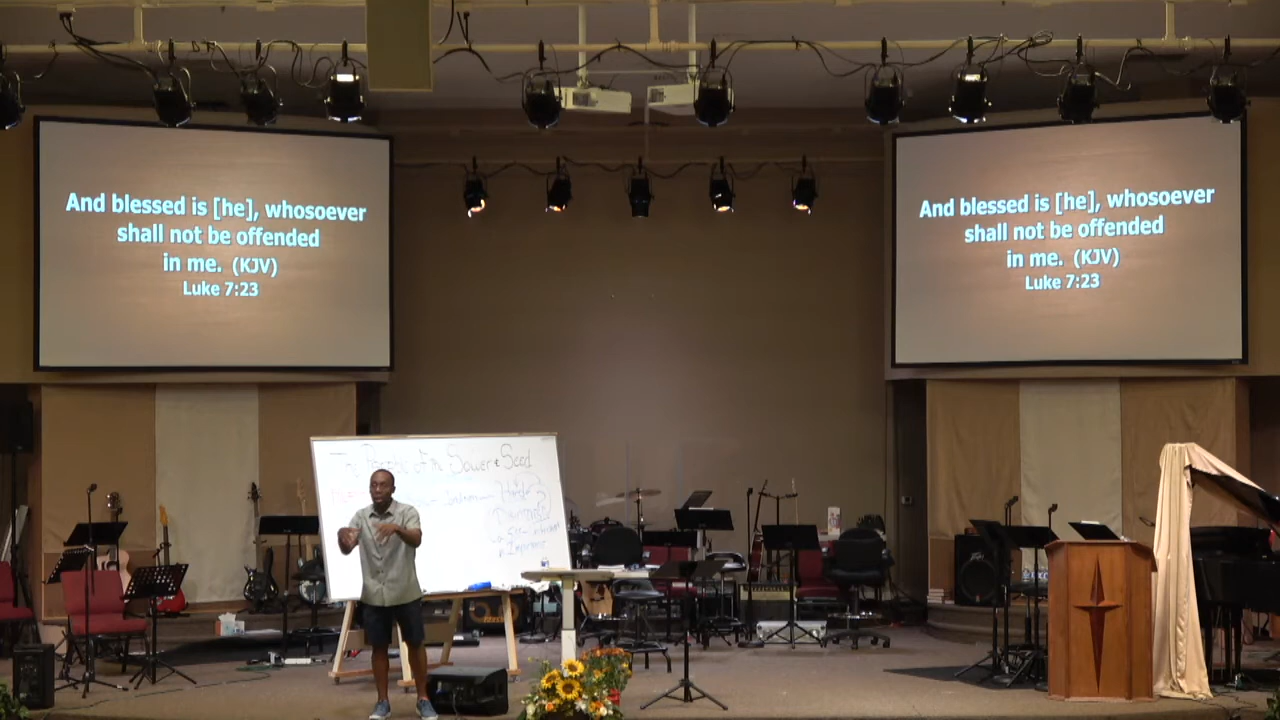 And blessed is [he], whosoever
shall not be offended
in me. (KJV)
Luke 7:23
And blessed is [he], whosoever
shall not be offended
in me. (KJV)
Luke 7:23
The Parable of the Sower & Seed
PEAVEY